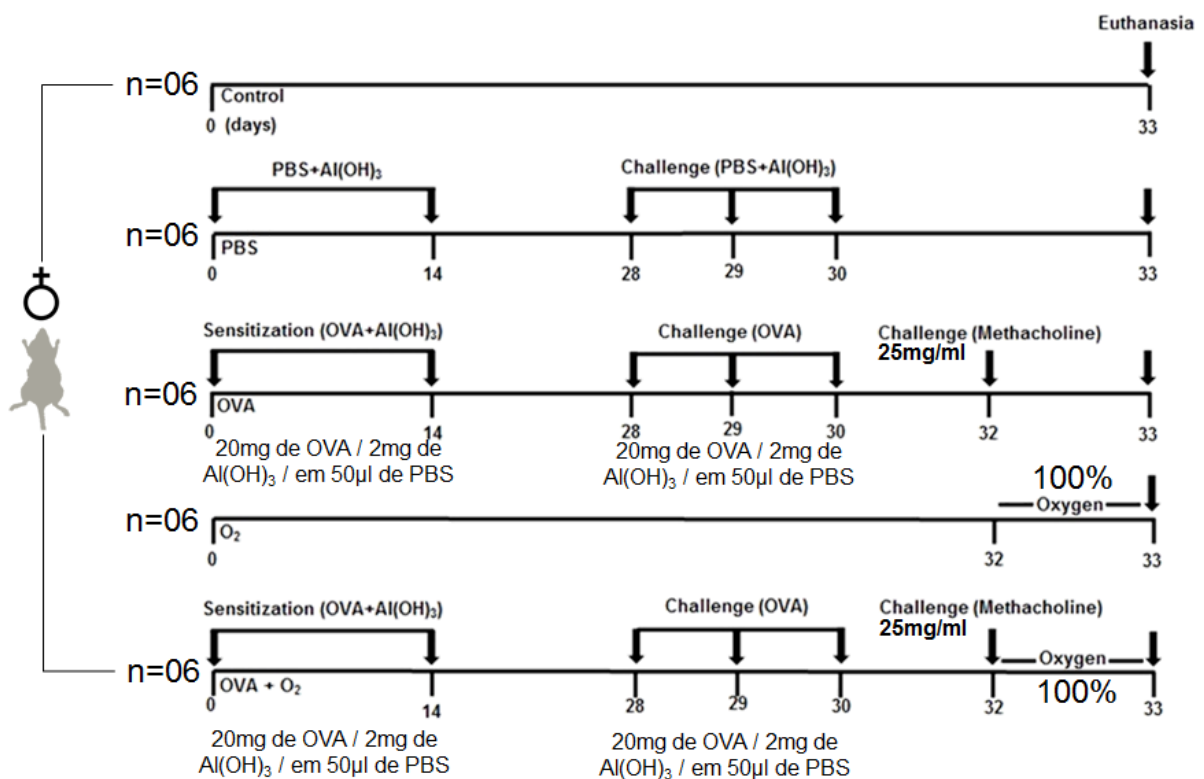 Euthanasia
n=06
Control
0 (days)
33
PBS+Al(OH)₃
Challenge (PBS+Al(OH)₃)
n=06
PBS
0
14
28
29
30
33
Sensitization (OVA+Al(OH)₃)
Challenge (OVA)
Challenge (Methacholine)
25mg/ml
n=06
OVA
0
14
28
29
30
32
33
20mg de OVA / 2mg de
Al(OH)₃ / em 50µl de PBS
20mg de OVA / 2mg de
Al(OH)₃ / em 50µl de PBS
100%
Oxygen
n=06
O₂
0
32
33
Sensitization (OVA+Al(OH)₃)
Challenge (OVA)
Challenge (Methacholine)
25mg/ml
Oxygen
n=06
OVA + O₂
100%
0
14
28
29
30
32
33
20mg de OVA / 2mg de
Al(OH)₃ / em 50µl de PBS
20mg de OVA / 2mg de
Al(OH)₃ / em 50µl de PBS